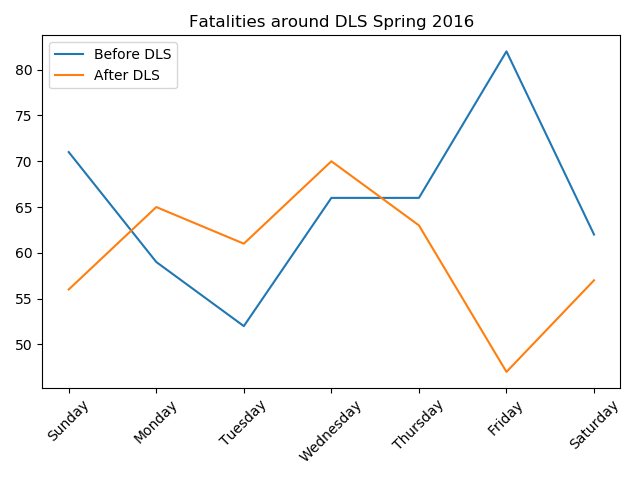 Fatalities around DLS Spring 2016
Before DLS
After DLS
80
75
70
65
60
55
50
Sunday
Monday
Tuesday
Wednesday
Thursday
Friday
Saturday